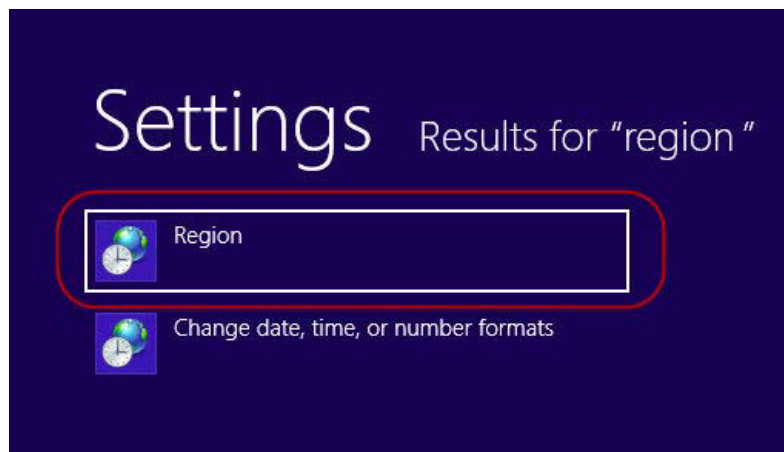 Settings Results for “region ”
Region
Change date, time, or number formats